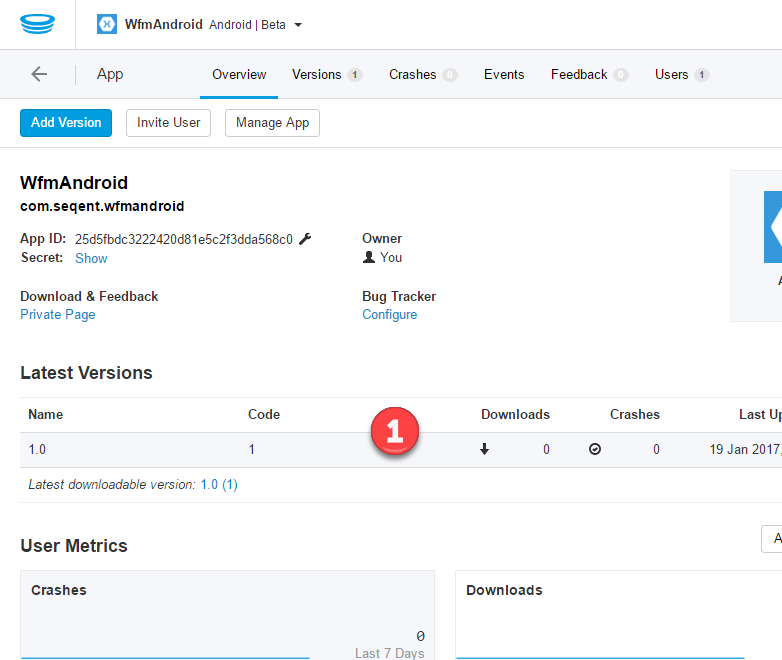 WfmAndroid Android | Beta
App Overview Versions 1 Crashes 0 Events Feedback 0 Users 1
Add Version Invite User Manage App
WfmAndroid
com.seqent.wfmandroid
App ID: 25d5fbdc3222420d81e5c2f3dda568c0 Owner
Secret: Show You
Download & Feedback Bug Tracker
Private Page Configure
Latest Versions
Name Code Downloads Crashes Last Up
1
1.0 1 0 0 19 Jan 2017,
Latest downloadable version: 1.0 (1)
User Metrics
Crashes Downloads
0
Last 7 Days